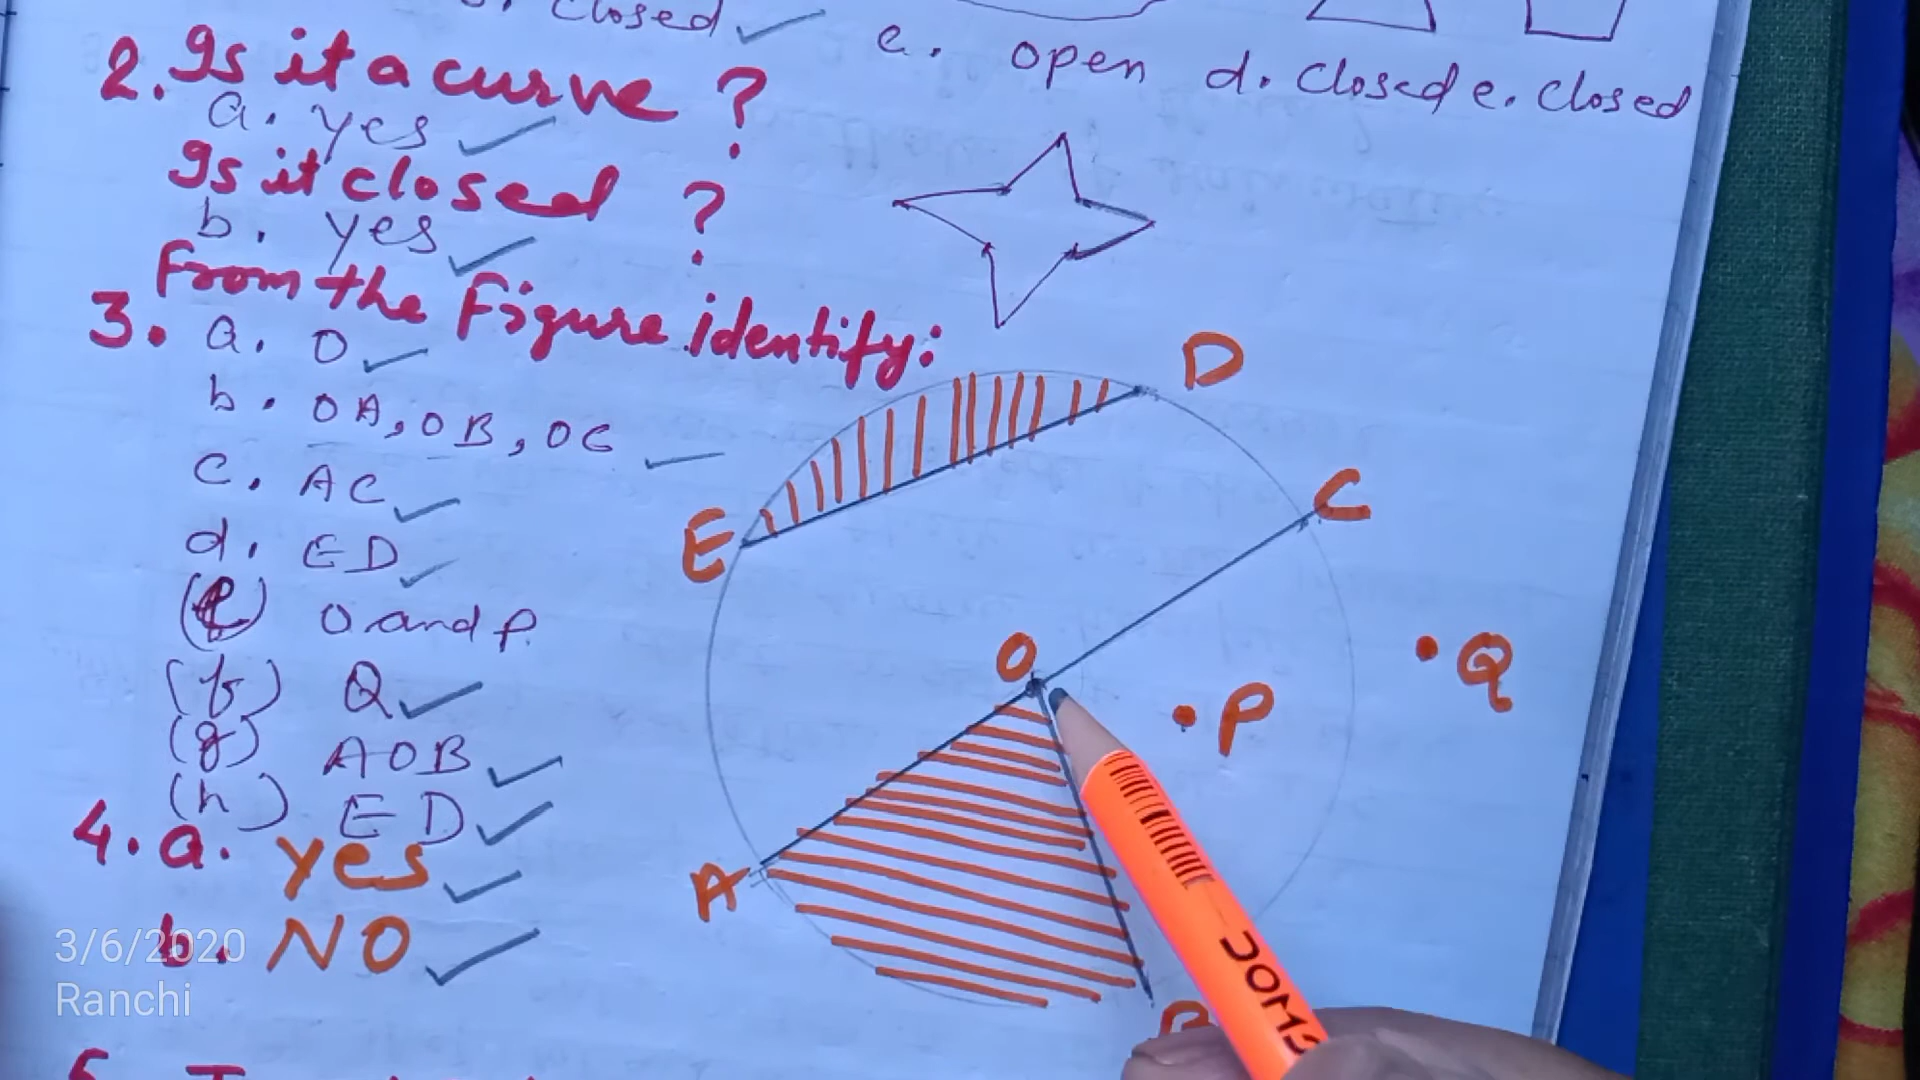 closed
c. open d. closed e. closed
2. Is it a curve ?
a. yes
Is it closed ?
b. yes
3. From the Figure identify:
a. O
b. OA, OB, OC
c. AC
d. ED
(e) O and P
(f) Q
(g) AOB
(h) ED
4. a. Yes
b. NO
D
C
E
O
P
Q
A
B
DOMS
3/6/2020
Ranchi